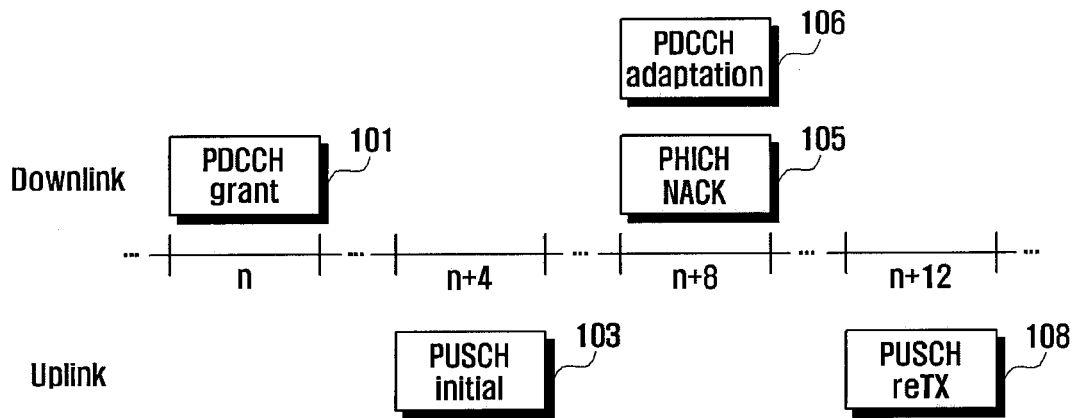 PDCCH
adaptation
106
Downlink
PDCCH
grant
101
PHICH
NACK
105
... n ... n+4 ... n+8 ... n+12 ...
Uplink
PUSCH
initial
103
PUSCH
reTX
108